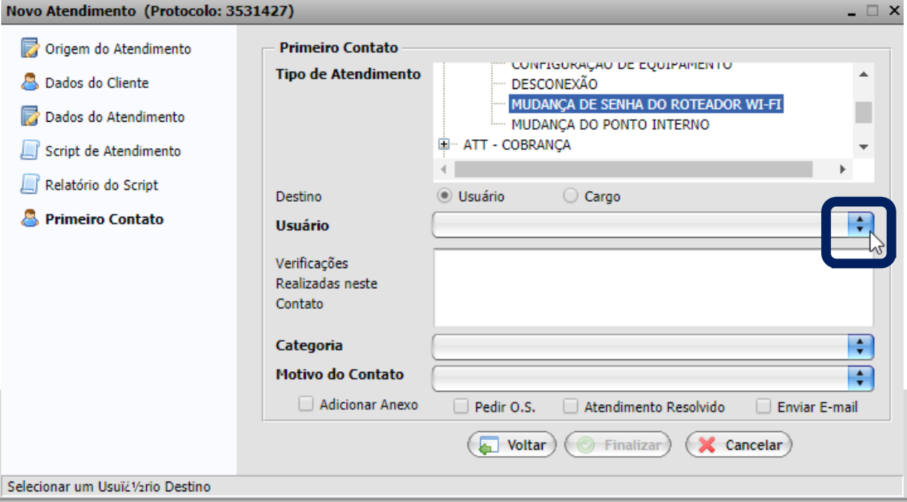 Novo Atendimento (Protocolo: 3531427)
Origem do Atendimento
Dados do Cliente
Dados do Atendimento
Script de Atendimento
Relatório do Script
Primeiro Contato
Primeiro Contato
Tipo de Atendimento
CONFIGURAÇÃO DE EQUIPAMENTO
DESCONEXÃO
MUDANÇA DE SENHA DO ROTEADOR WI-FI
MUDANÇA DO PONTO INTERNO
ATT - COBRANÇA
Destino
Usuário
Cargo
Usuário
Verificações
Realizadas neste
Contato
Categoria
Motivo do Contato
Adicionar Anexo
Pedir O.S.
Atendimento Resolvido
Enviar E-mail
Voltar
Finalizar
Cancelar
Selecionar um Usuï¿½rio Destino